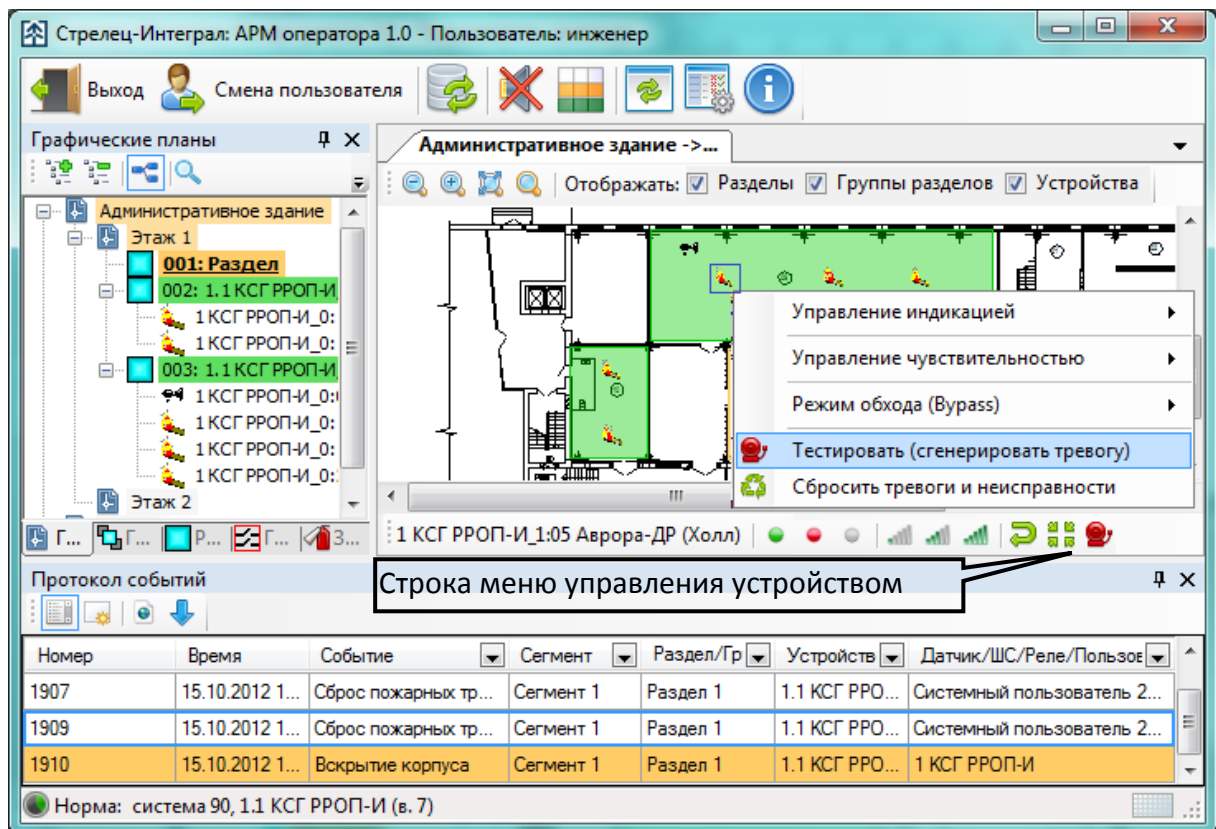 Стрелец-Интеграл: АРМ оператора 1.0 - Пользователь: инженер
Выход Смена пользователя
Графические планы
Административное здание ->...
Отображать: Разделы Группы разделов Устройства
Административное здание
Этаж 1
001: Раздел
002: 1.1 КСГ РРОП-И
1 КСГ РРОП-И_0:
1 КСГ РРОП-И_0:
003: 1.1 КСГ РРОП-И
1 КСГ РРОП-И_0:
1 КСГ РРОП-И_0:
1 КСГ РРОП-И_0:
1 КСГ РРОП-И_0:
Этаж 2
Г... Г... Р... Г... З...
Управление индикацией
Управление чувствительностью
Режим обхода (Bypass)
Тестировать (сгенерировать тревогу)
Сбросить тревоги и неисправности
1 КСГ РРОП-И_1:05 Аврора-ДР (Холл)
Строка меню управления устройством
Протокол событий
Номер Время Событие Сегмент Раздел/Гр Устройств Датчик/ШС/Реле/Пользов
1907 15.10.2012 1... Сброс пожарных тр... Сегмент 1 Раздел 1 1.1 КСГ РРО... Системный пользователь 2...
1909 15.10.2012 1... Сброс пожарных тр... Сегмент 1 Раздел 1 1.1 КСГ РРО... Системный пользователь 2...
1910 15.10.2012 1... Вскрытие корпуса Сегмент 1 Раздел 1 1.1 КСГ РРО... 1 КСГ РРОП-И
Норма: система 90, 1.1 КСГ РРОП-И (в. 7)